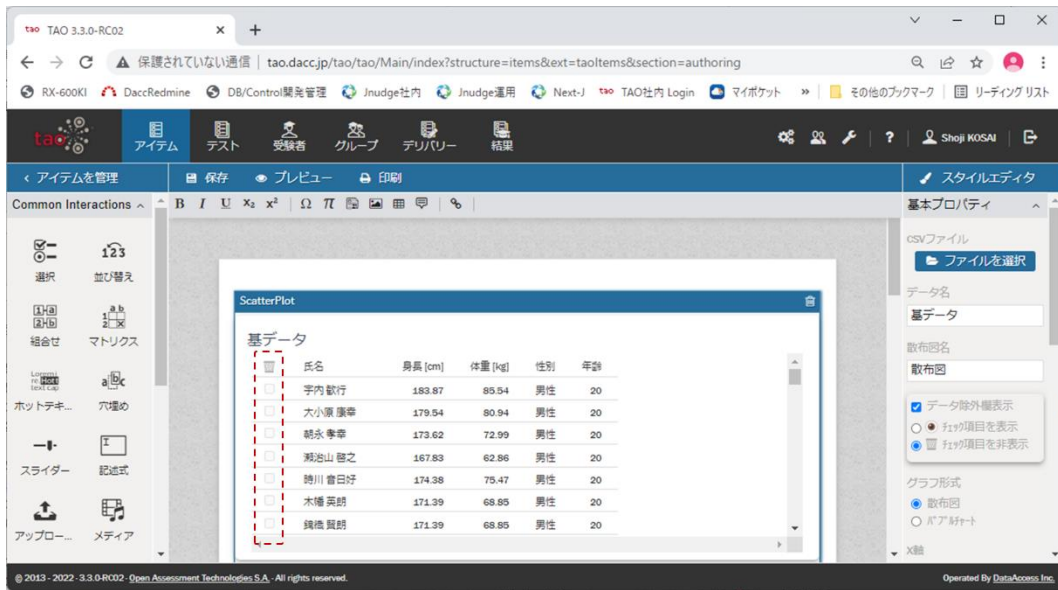 tao TAO 3.3.0-RC02
保護されていない通信 | tao.dacc.jp/tao/tao/Main/index?structure=items&ext=taoItems&section=authoring
RX-600KI DaccRedmine DB/Control開発管理 Jnudge社内 Jnudge運用 Next-J tao TAO社内 Login マイポケット » その他のブックマーク リーディング リスト
tao アイテム テスト 受験者 グループ デリバリー 結果 ? Shoji KOSAI
アイテムを管理 保存 プレビュー 印刷 スタイルエディタ
Common Interactions B I U X₂ x² Ω π 基本プロパティ
CSVファイル
選択 並び替え ファイルを選択
ScatterPlot
データ名
基データ
基データ
組合せ マトリクス
散布図名
氏名 身長 [cm] 体重 [kg] 性別 年齢
散布図
宇内 敏行 183.87 85.54 男性 20
ホットテキ... 穴埋め
大小原 康幸 179.54 80.94 男性 20
データ除外欄表示
朝永 孝幸 173.62 72.99 男性 20
チェック項目を表示
チェック項目を非表示
瀬治山 啓之 167.83 62.86 男性 20
スライダー 記述式
時川 音日好 174.38 75.47 男性 20
グラフ形式
木幡 英朗 171.39 68.85 男性 20
散布図
賢朗 171.39 68.85 男性 20
バブルチャート
アップロー... メディア
X軸
© 2013 - 2022 · 3.3.0-RC02 · Open Assessment Technologies S.A. · All rights reserved. Operated By DataAccess Inc.